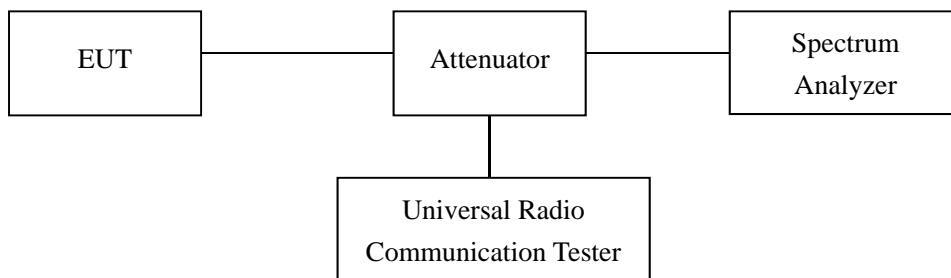 EUT
Attenuator
Spectrum
Analyzer
Universal Radio
Communication Tester